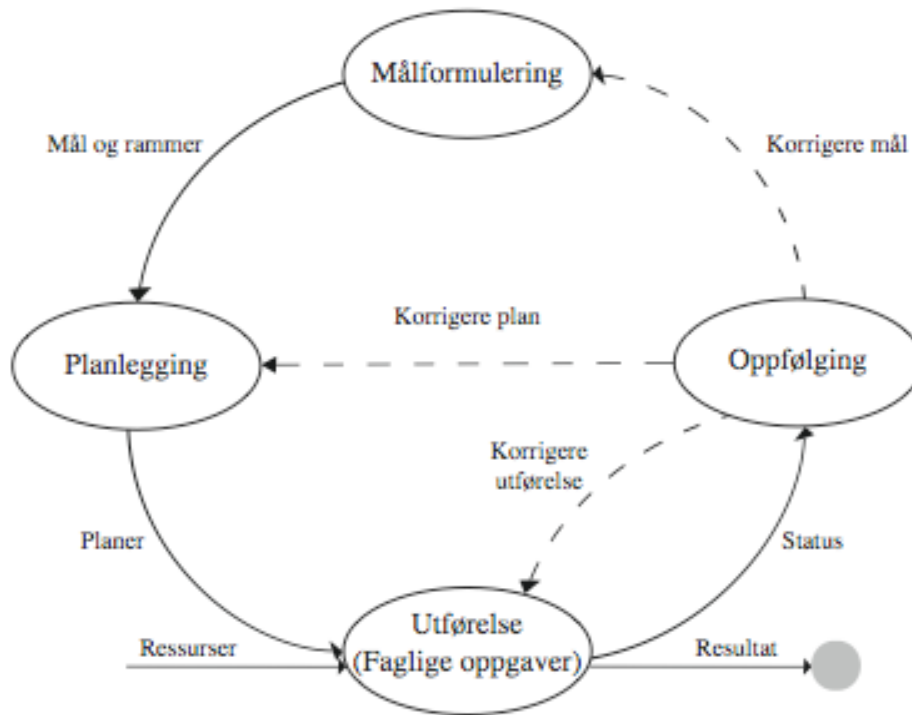 Målformulering
Mål og rammer
Korrigere mål
Korrigere plan
Planlegging
Oppfølging
Korrigere
utførelse
Planer
Status
Utførelse
(Faglige oppgaver)
Ressurser
Resultat